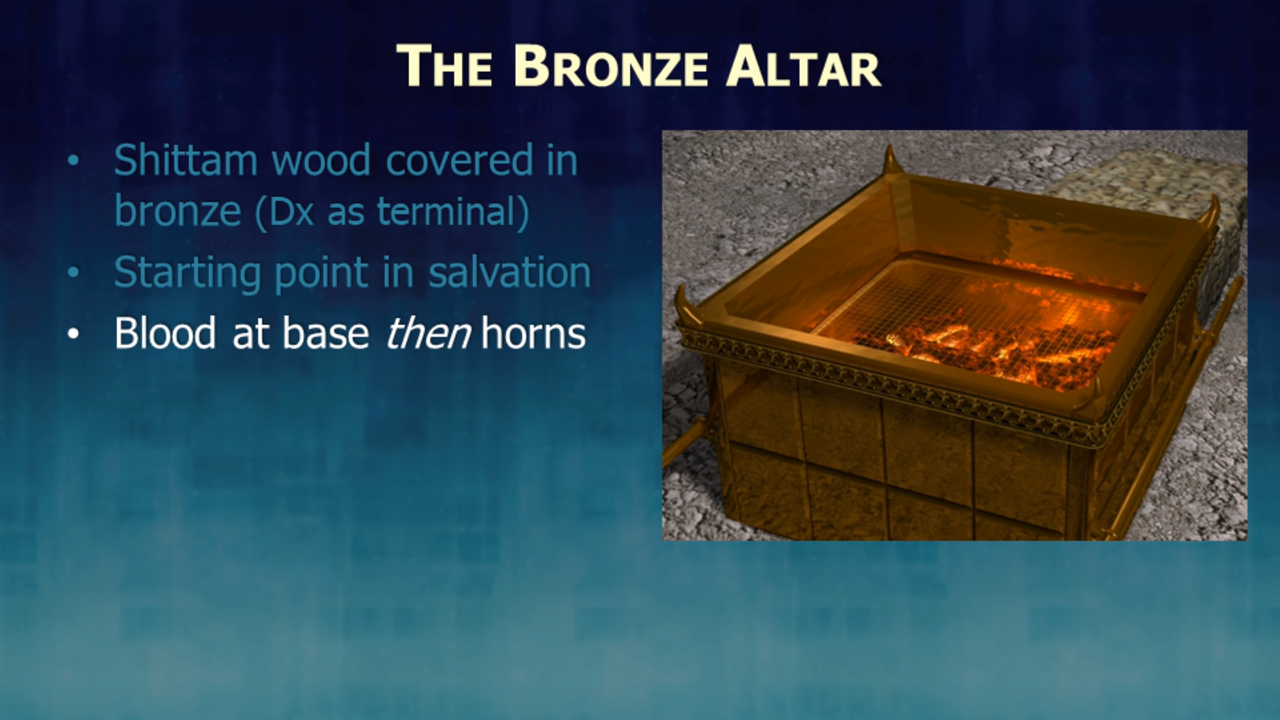 THE BRONZE ALTAR
• Shittam wood covered in
bronze (Dx as terminal)
• Starting point in salvation
• Blood at base then horns